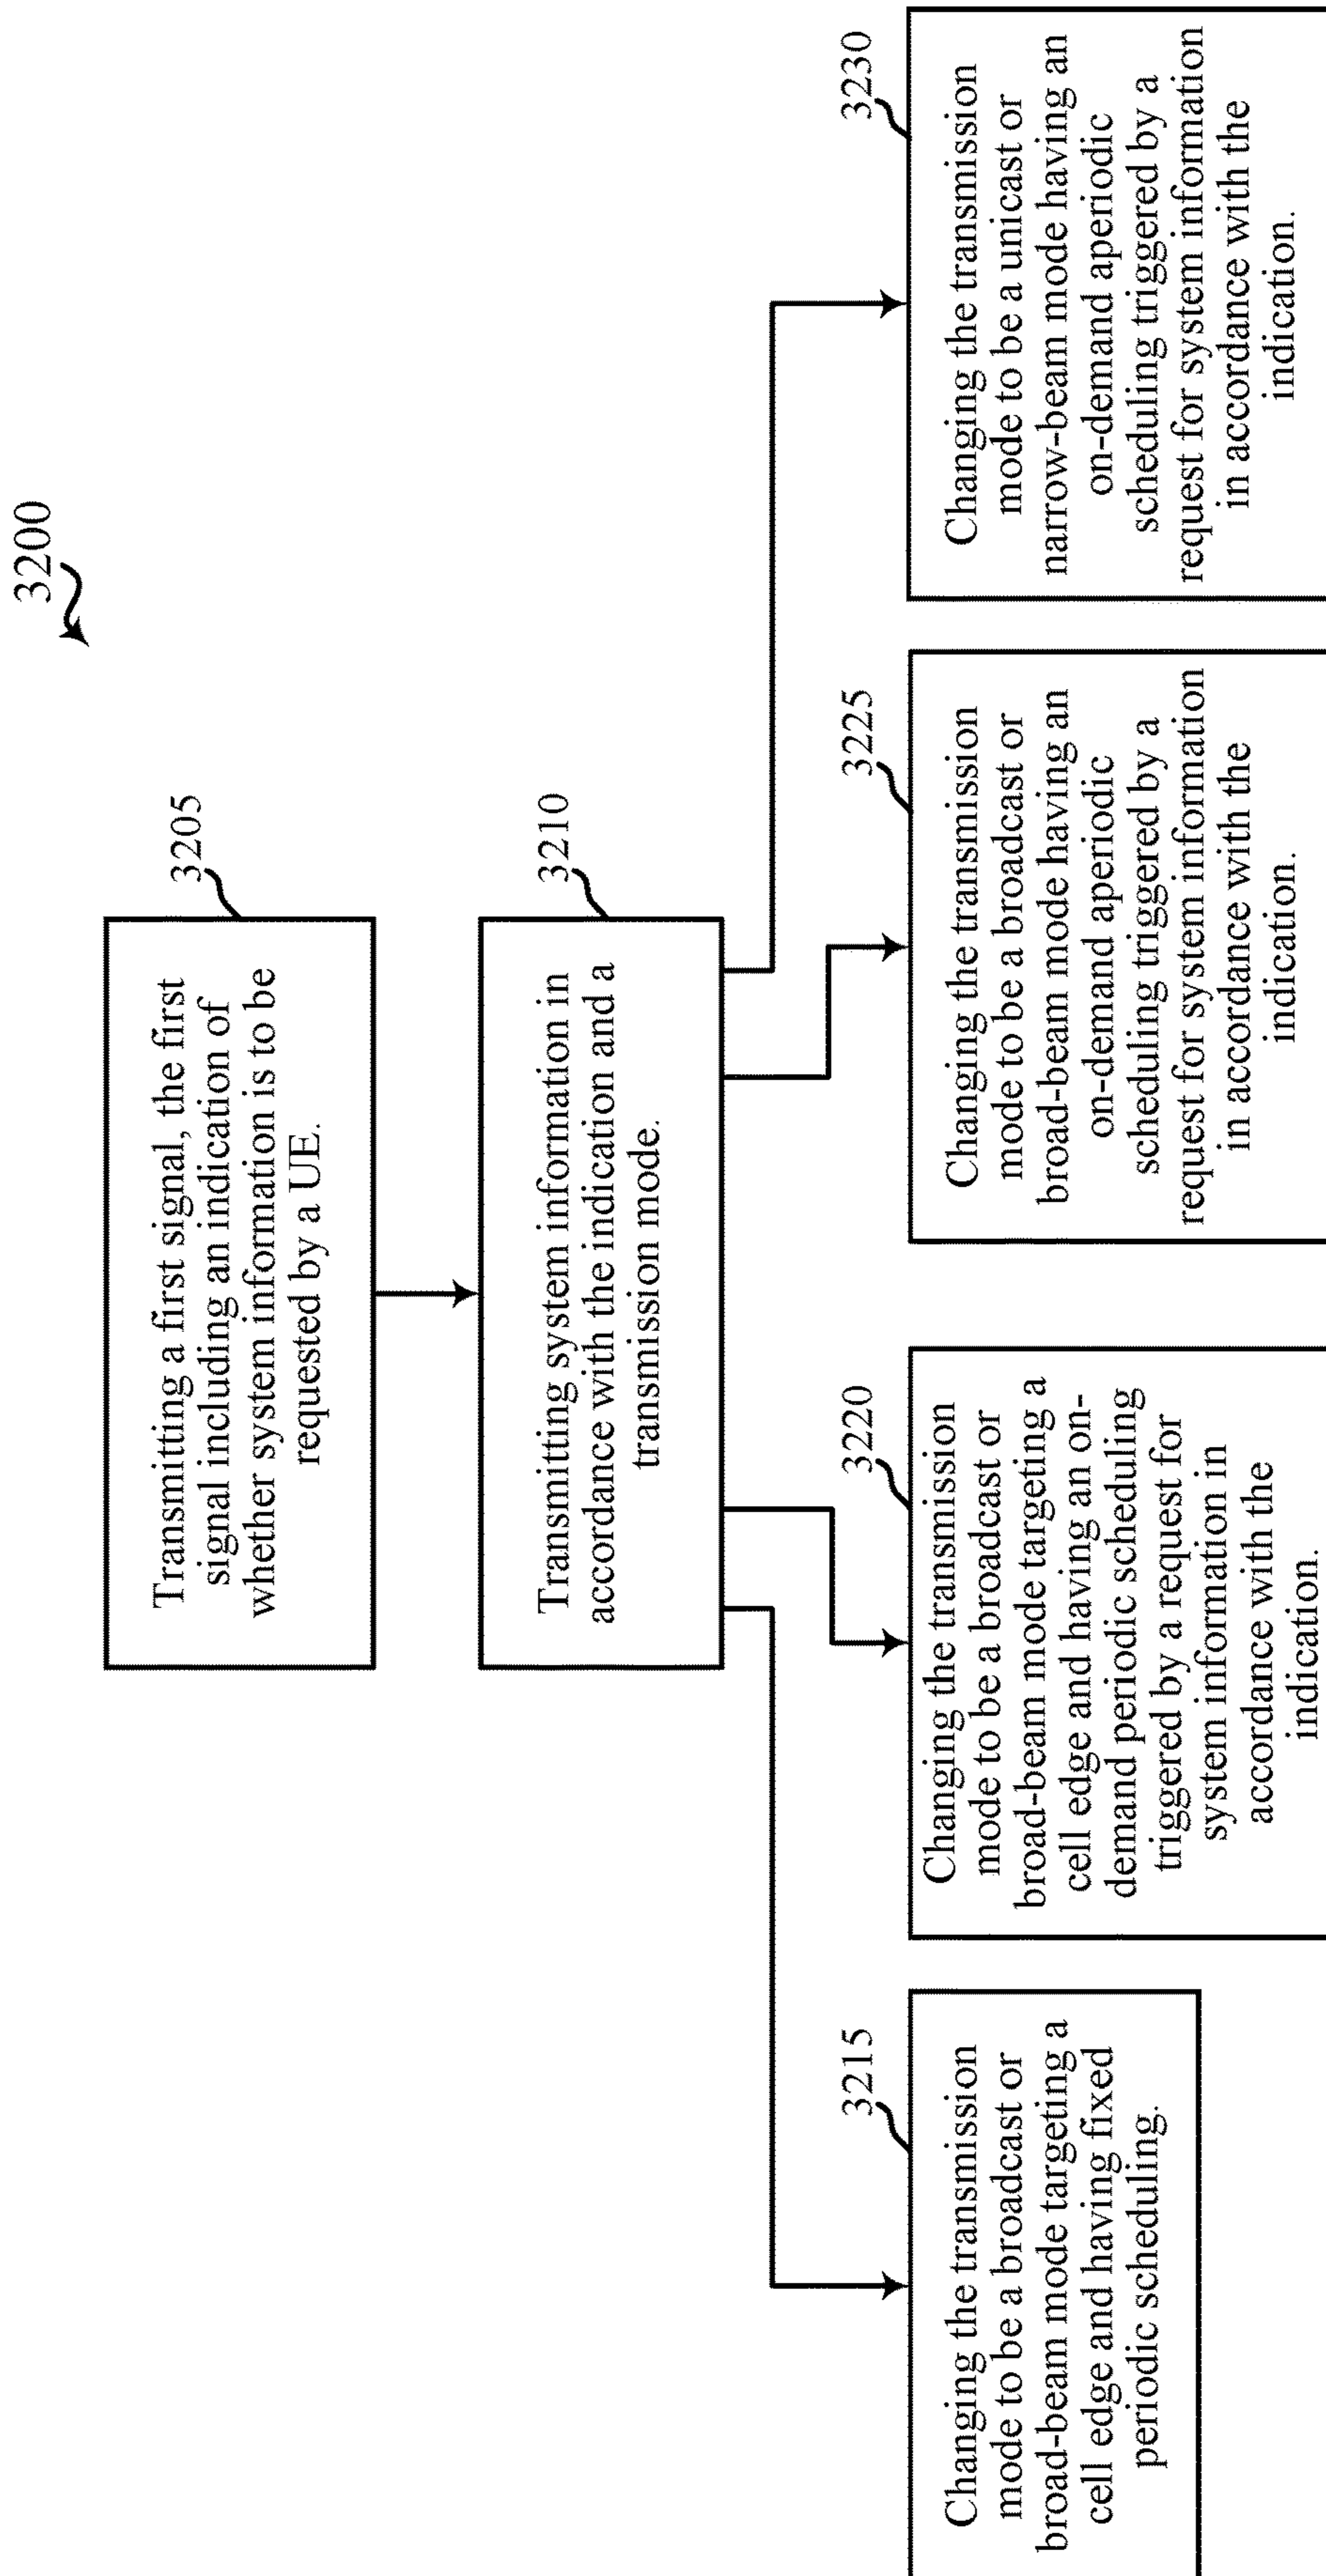 3200
3205
Transmitting a first signal, the first
signal including an indication of
whether system information is to be
requested by a UE.
3210
Transmitting system information in
accordance with the indication and a
transmission mode.
3215
Changing the transmission
mode to be a broadcast or
broad-beam mode targeting a
cell edge and having fixed
periodic scheduling.
3220
Changing the transmission
mode to be a broadcast or
broad-beam mode targeting a
cell edge and having an on-
demand periodic scheduling
triggered by a request for
system information in
accordance with the
indication.
3225
Changing the transmission
mode to be a broadcast or
broad-beam mode having an
on-demand aperiodic
scheduling triggered by a
request for system information
in accordance with the
indication.
3230
Changing the transmission
mode to be a unicast or
narrow-beam mode having an
on-demand aperiodic
scheduling triggered by a
request for system information
in accordance with the
indication.